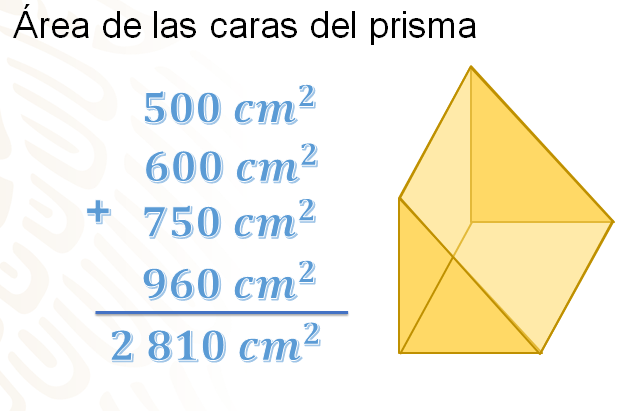 Área de las caras del prisma
500 cm²
600 cm²
+ 750 cm²
960 cm²
2 810 cm²